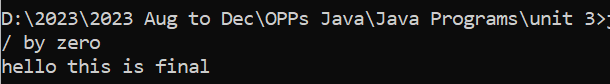 D:\2023\2023 Aug to Dec\OPPs Java\Java Programs\unit 3>
/ by zero
hello this is final